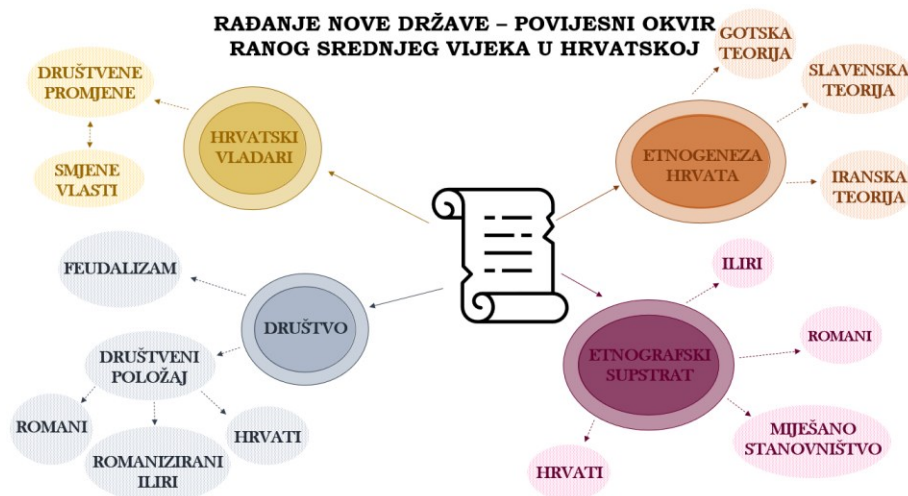 RAĐANJE NOVE DRŽAVE – POVIJESNI OKVIR
RANOG SREDNJEG VIJEKA U HRVATSKOJ
DRUŠTVENE
PROMJENE
SMJENE
VLASTI
HRVATSKI
VLADARI
GOTSKA
TEORIJA
SLAVENSKA
TEORIJA
ETNOGENEZA
HRVATA
IRANSKA
TEORIJA
FEUDALIZAM
DRUŠTVO
DRUŠTVENI
POLOŽAJ
ROMANI
ROMANIZIRANI
ILIRI
HRVATI
ILIRI
ROMANI
ETNOGRAFSKI
SUPSTRAT
MIJEŠANO
STANOVNIŠTVO
HRVATI